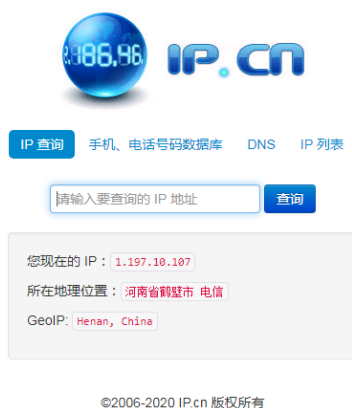 2.186.46.
IP.cn
IP 查询 手机、电话号码数据库 DNS IP 列表
请输入要查询的 IP 地址 查询
您现在的 IP： 1.197.10.107
所在地理位置： 河南省鹤壁市 电信
GeoIP: Henan, China
©2006-2020 IP.cn 版权所有